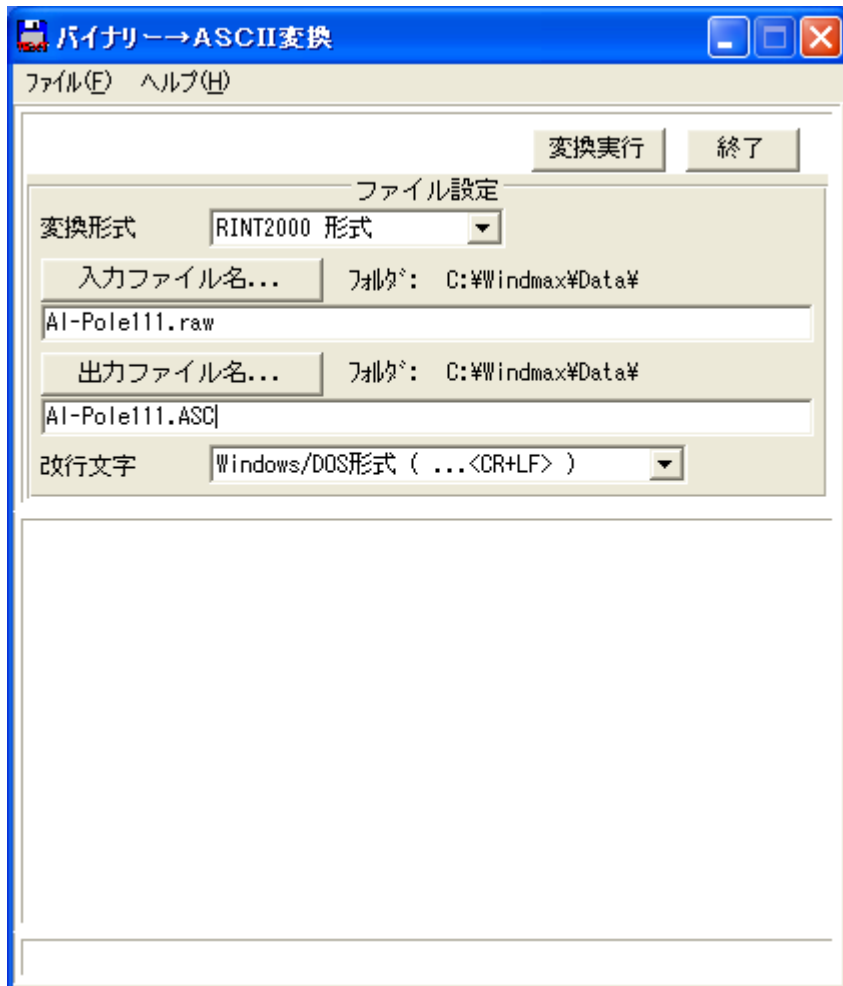 バイナリー→ASCII変換
ファイル(F) ヘルプ(H)
変換実行 終了
ファイル設定
変換形式 RINT2000 形式
入力ファイル名... フォルダ: C:¥Windmax¥Data¥
Al-Pole111.raw
出力ファイル名... フォルダ: C:¥Windmax¥Data¥
Al-Pole111.ASC
改行文字 Windows/DOS形式 ( ...<CR+LF> )